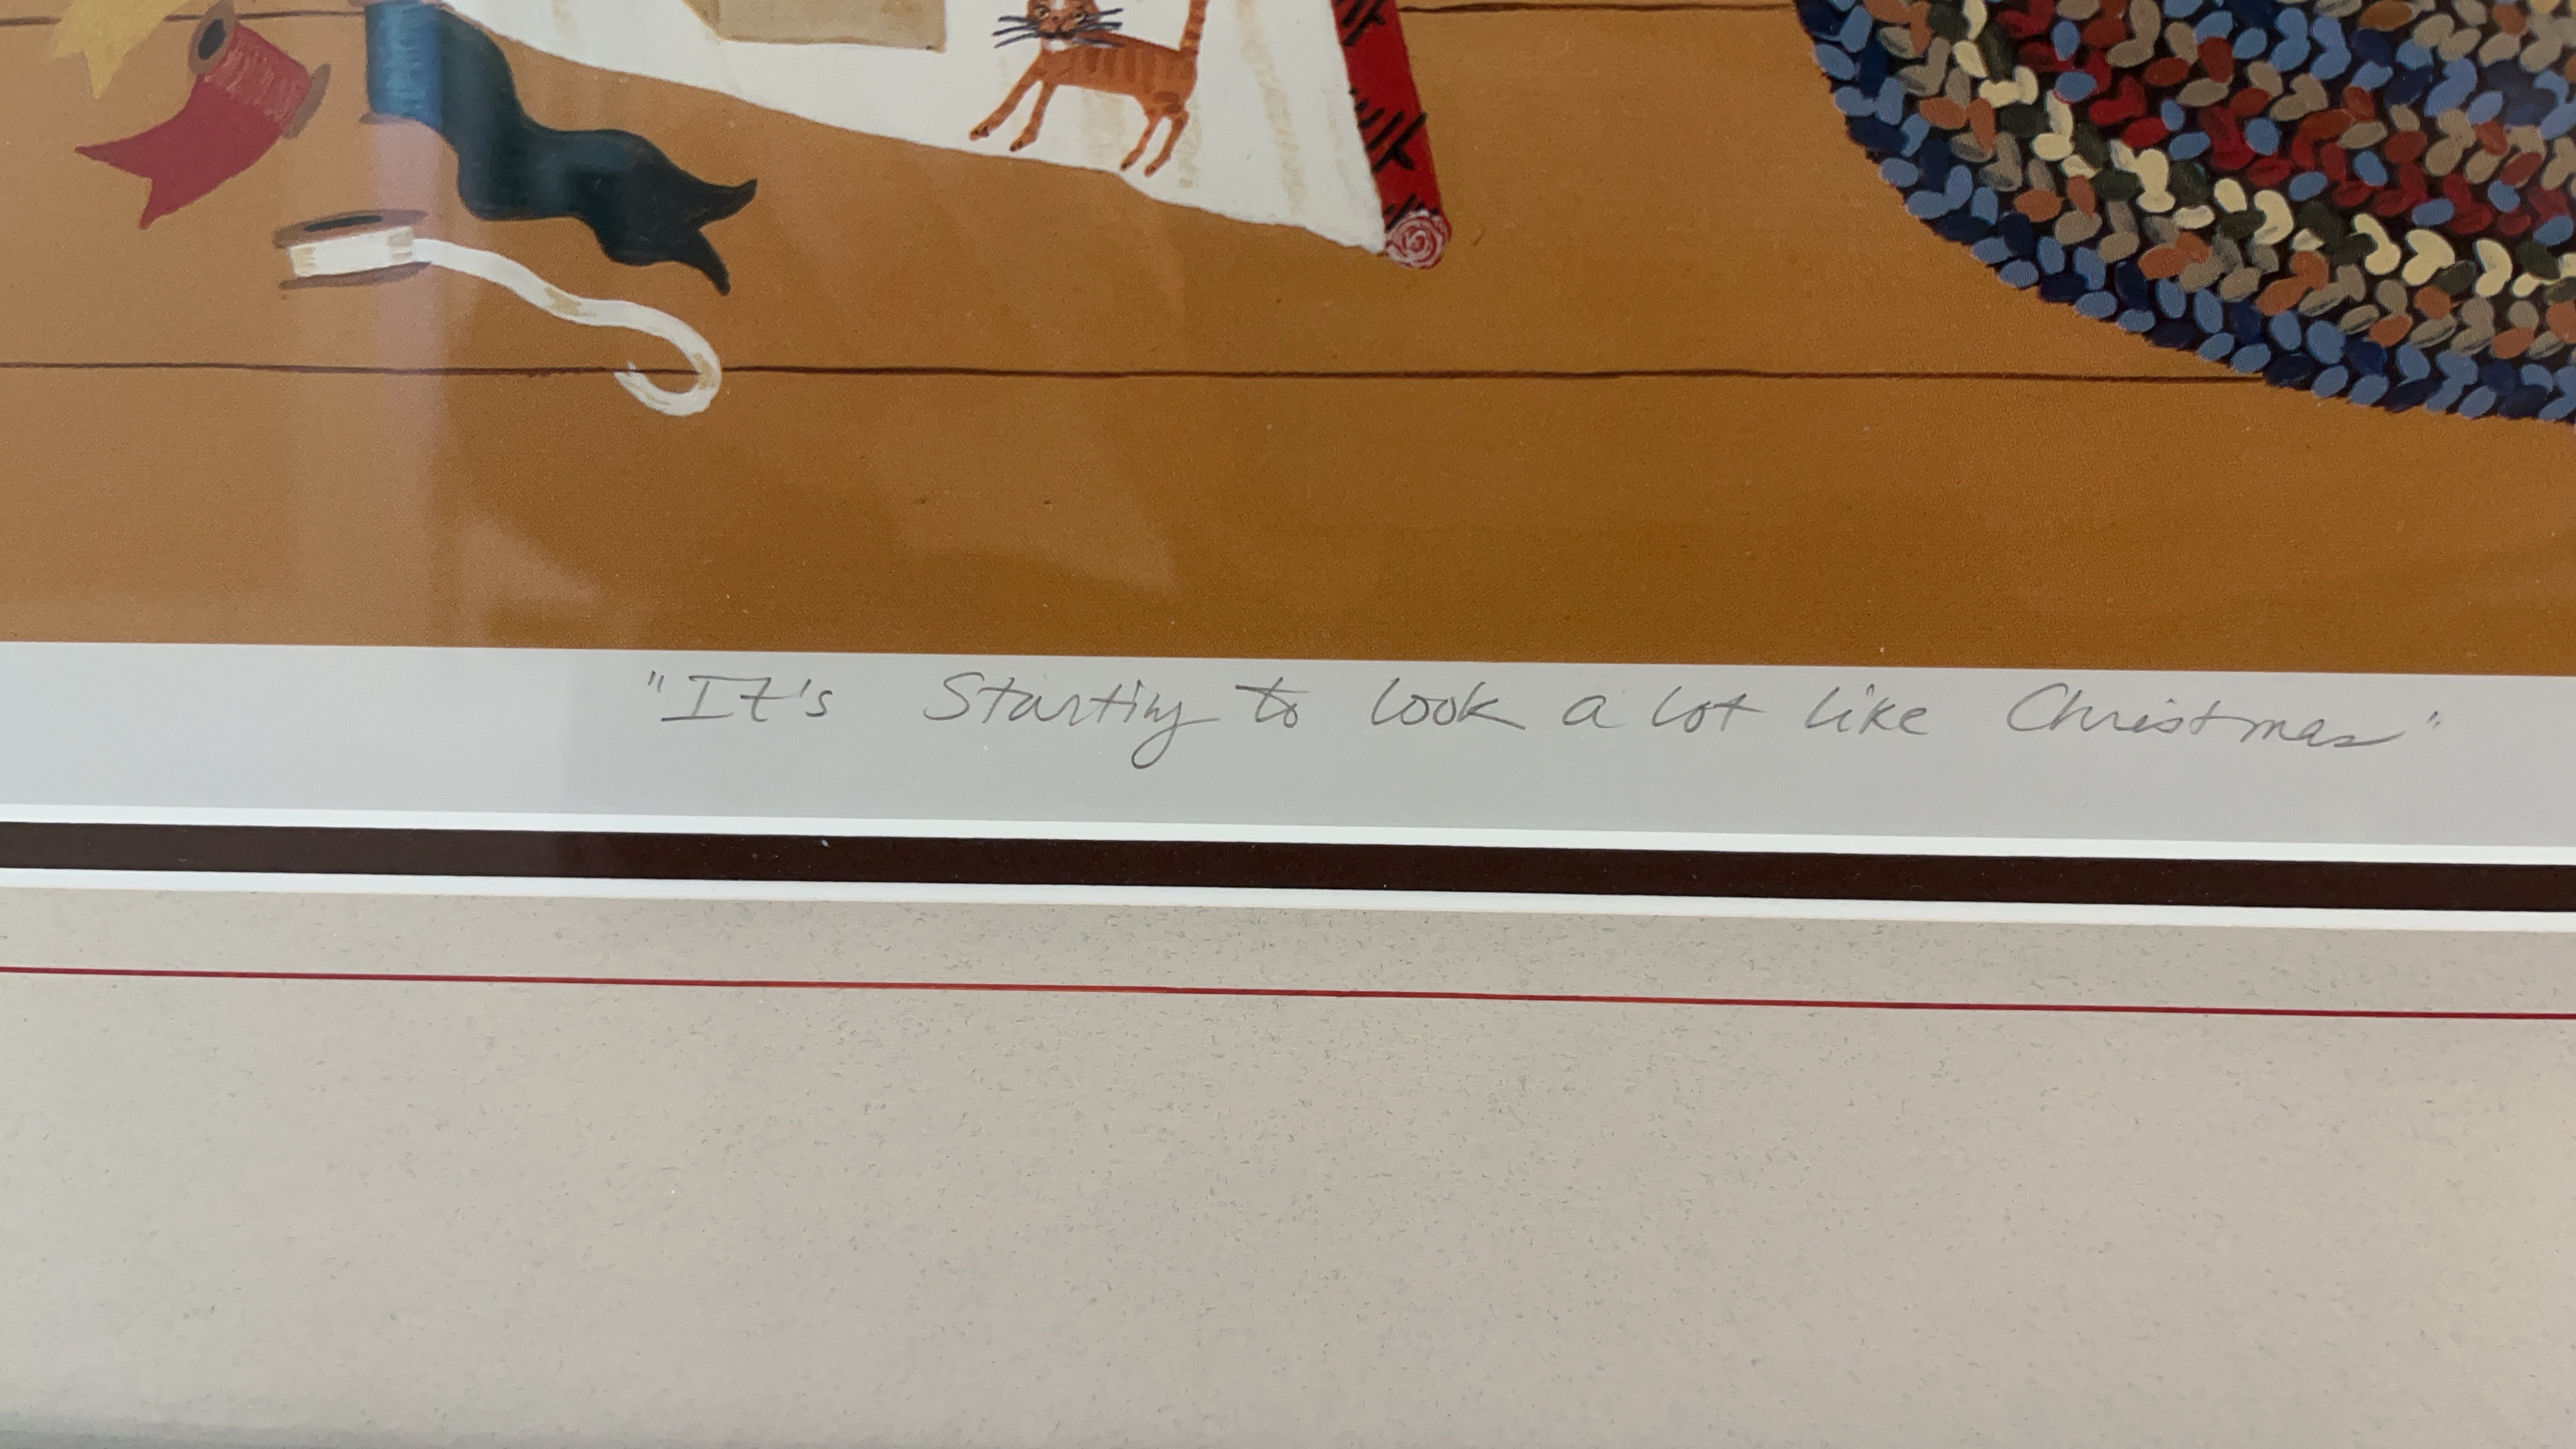 "It's Starting to look a lot like Christmas"